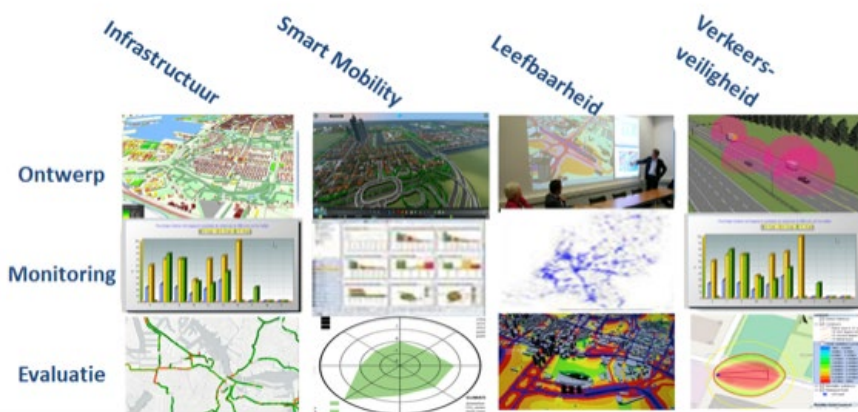 Infrastructuur
Smart Mobility
Leefbaarheid
Verkeers-
veiligheid
Ontwerp
Monitoring
Evaluatie